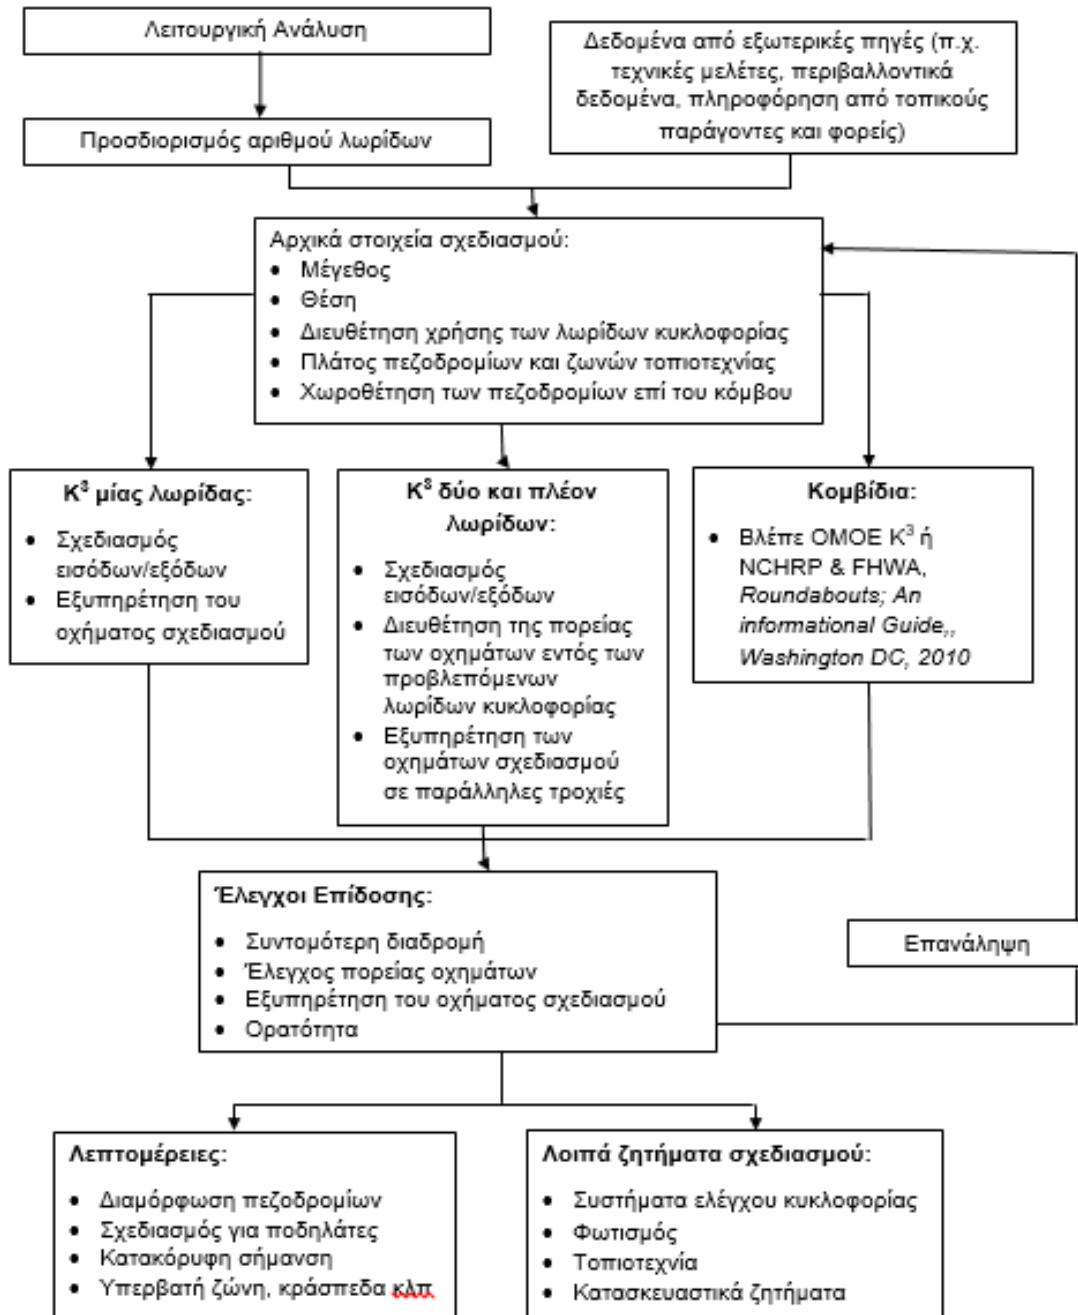 Λειτουργική Ανάλυση
Δεδομένα από εξωτερικές πηγές (π.χ.
τεχνικές μελέτες, περιβαλλοντικά
δεδομένα, πληροφόρηση από τοπικούς
παράγοντες και φορείς)
Προσδιορισμός αριθμού λωρίδων
Αρχικά στοιχεία σχεδιασμού:
• Μέγεθος
• Θέση
• Διευθέτηση χρήσης των λωρίδων κυκλοφορίας
• Πλάτος πεζοδρομίων και ζωνών τοπιοτεχνίας
• Χωροθέτηση των πεζοδρομίων επί του κόμβου
Κ³ μίας λωρίδας:
• Σχεδιασμός
εισόδων/εξόδων
• Εξυπηρέτηση του
οχήματος σχεδιασμού
Κ³ δύο και πλέον
λωρίδων:
• Σχεδιασμός
εισόδων/εξόδων
• Διευθέτηση της πορείας
των οχημάτων εντός των
προβλεπόμενων
λωρίδων κυκλοφορίας
• Εξυπηρέτηση των
οχημάτων σχεδιασμού
σε παράλληλες τροχιές
Κομβίδια:
• Βλέπε ΟΜΟΕ Κ³ ή
NCHRP & FHWA,
Roundabouts; An
informational Guide,,
Washington DC, 2010
Έλεγχοι Επίδοσης:
• Συντομότερη διαδρομή
• Έλεγχος πορείας οχημάτων
• Εξυπηρέτηση του οχήματος σχεδιασμού
• Ορατότητα
Επανάληψη
Λεπτομέρειες:
• Διαμόρφωση πεζοδρομίων
• Σχεδιασμός για ποδηλάτες
• Κατακόρυφη σήμανση
• Υπερβατή ζώνη, κράσπεδα κλπ
Λοιπά ζητήματα σχεδιασμού:
• Συστήματα ελέγχου κυκλοφορίας
• Φωτισμός
• Τοπιοτεχνία
• Κατασκευαστικά ζητήματα